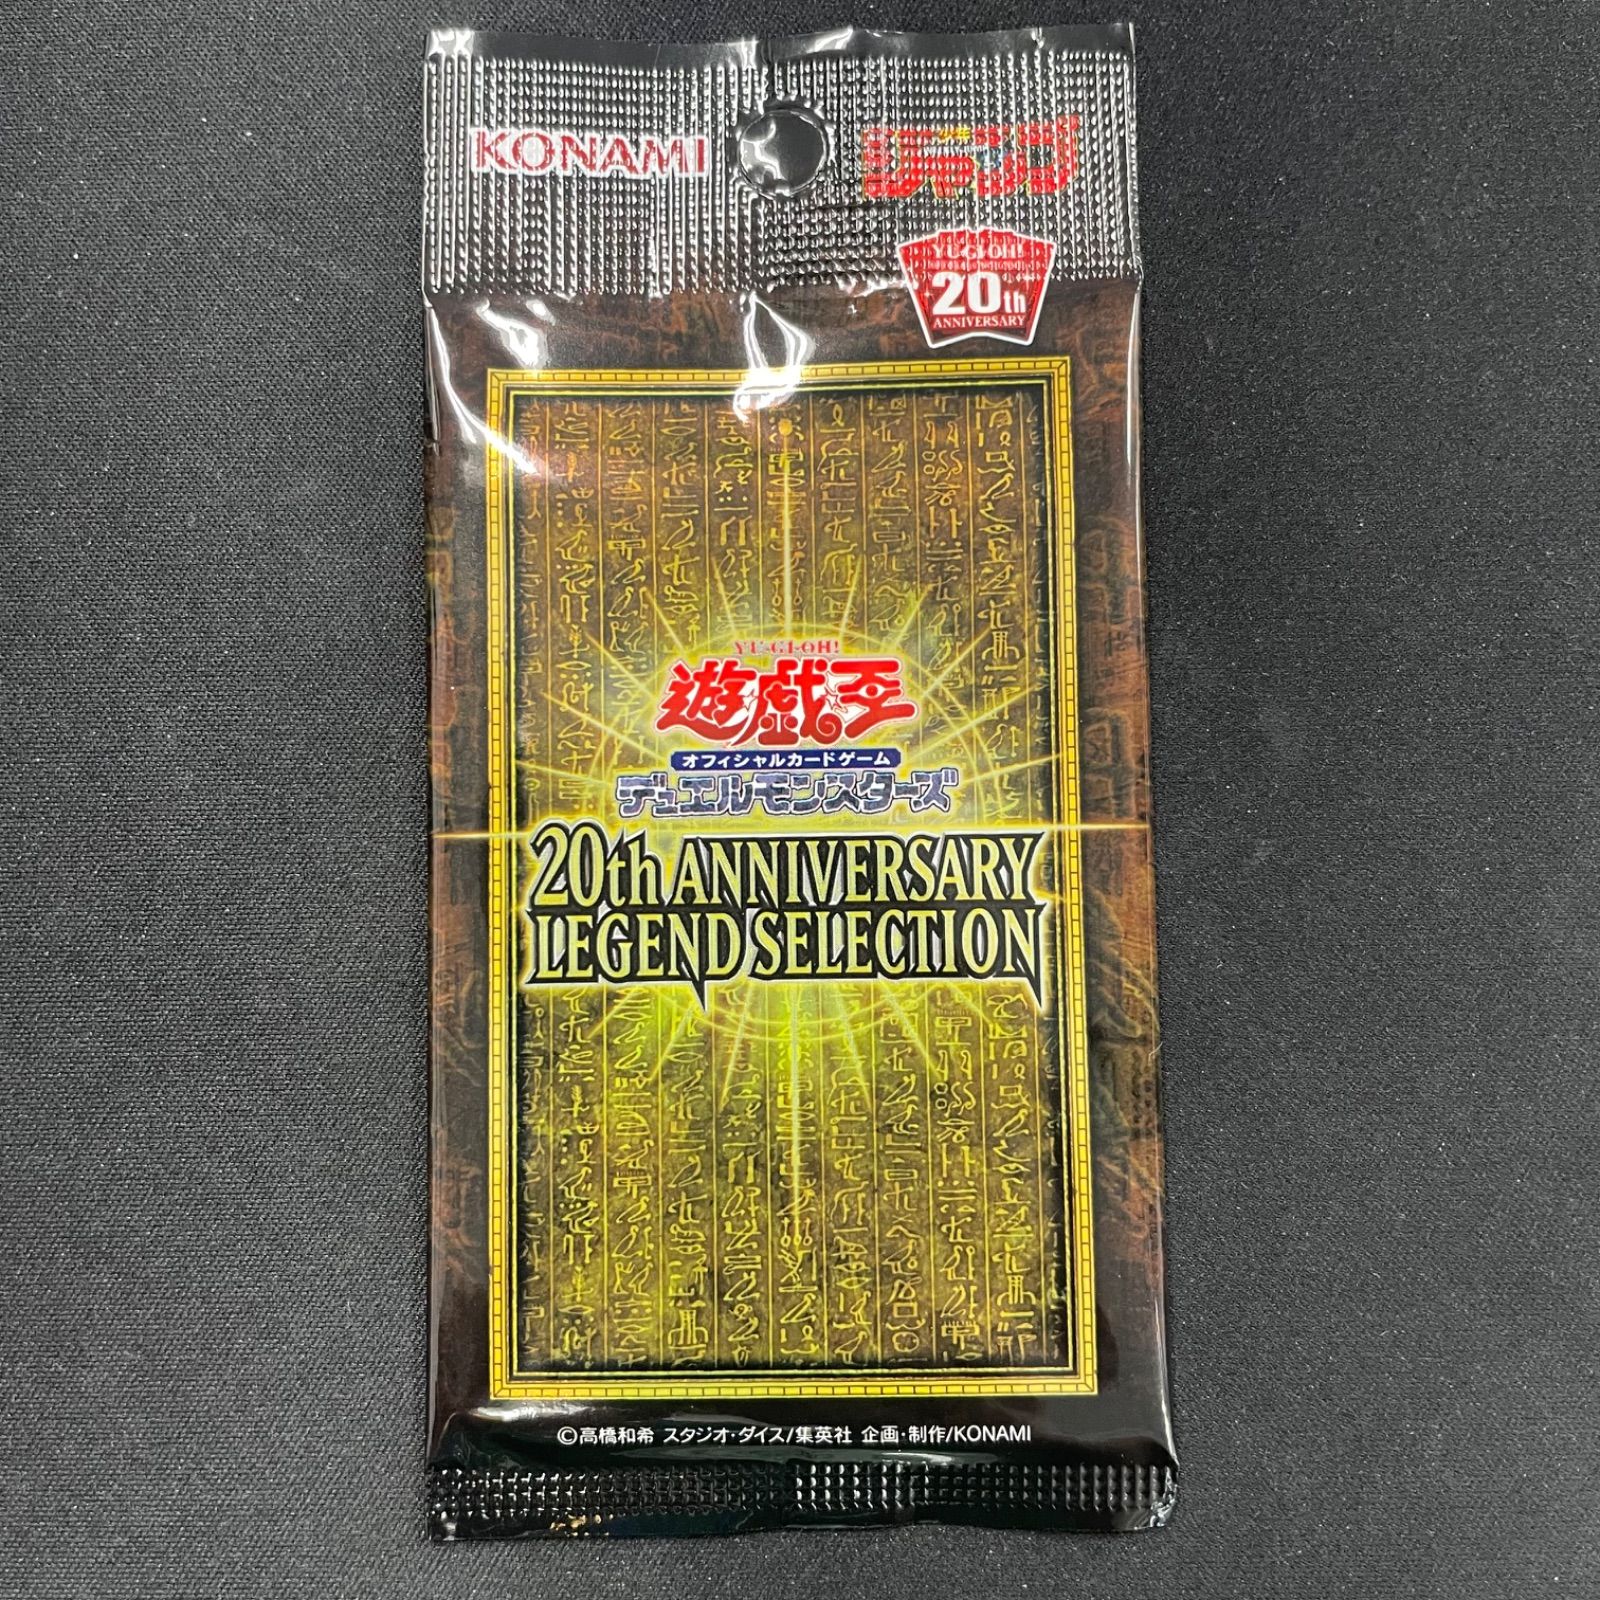 KONAMI
少年
ジャンプ
YU-GI-OH!
20th
ANNIVERSARY
YU-GI-OH!
遊戯王
オフィシャルカードゲーム
デュエルモンスターズ
20th ANNIVERSARY
LEGEND SELECTION
©高橋和希 スタジオ・ダイス/集英社 企画・制作/KONAMI